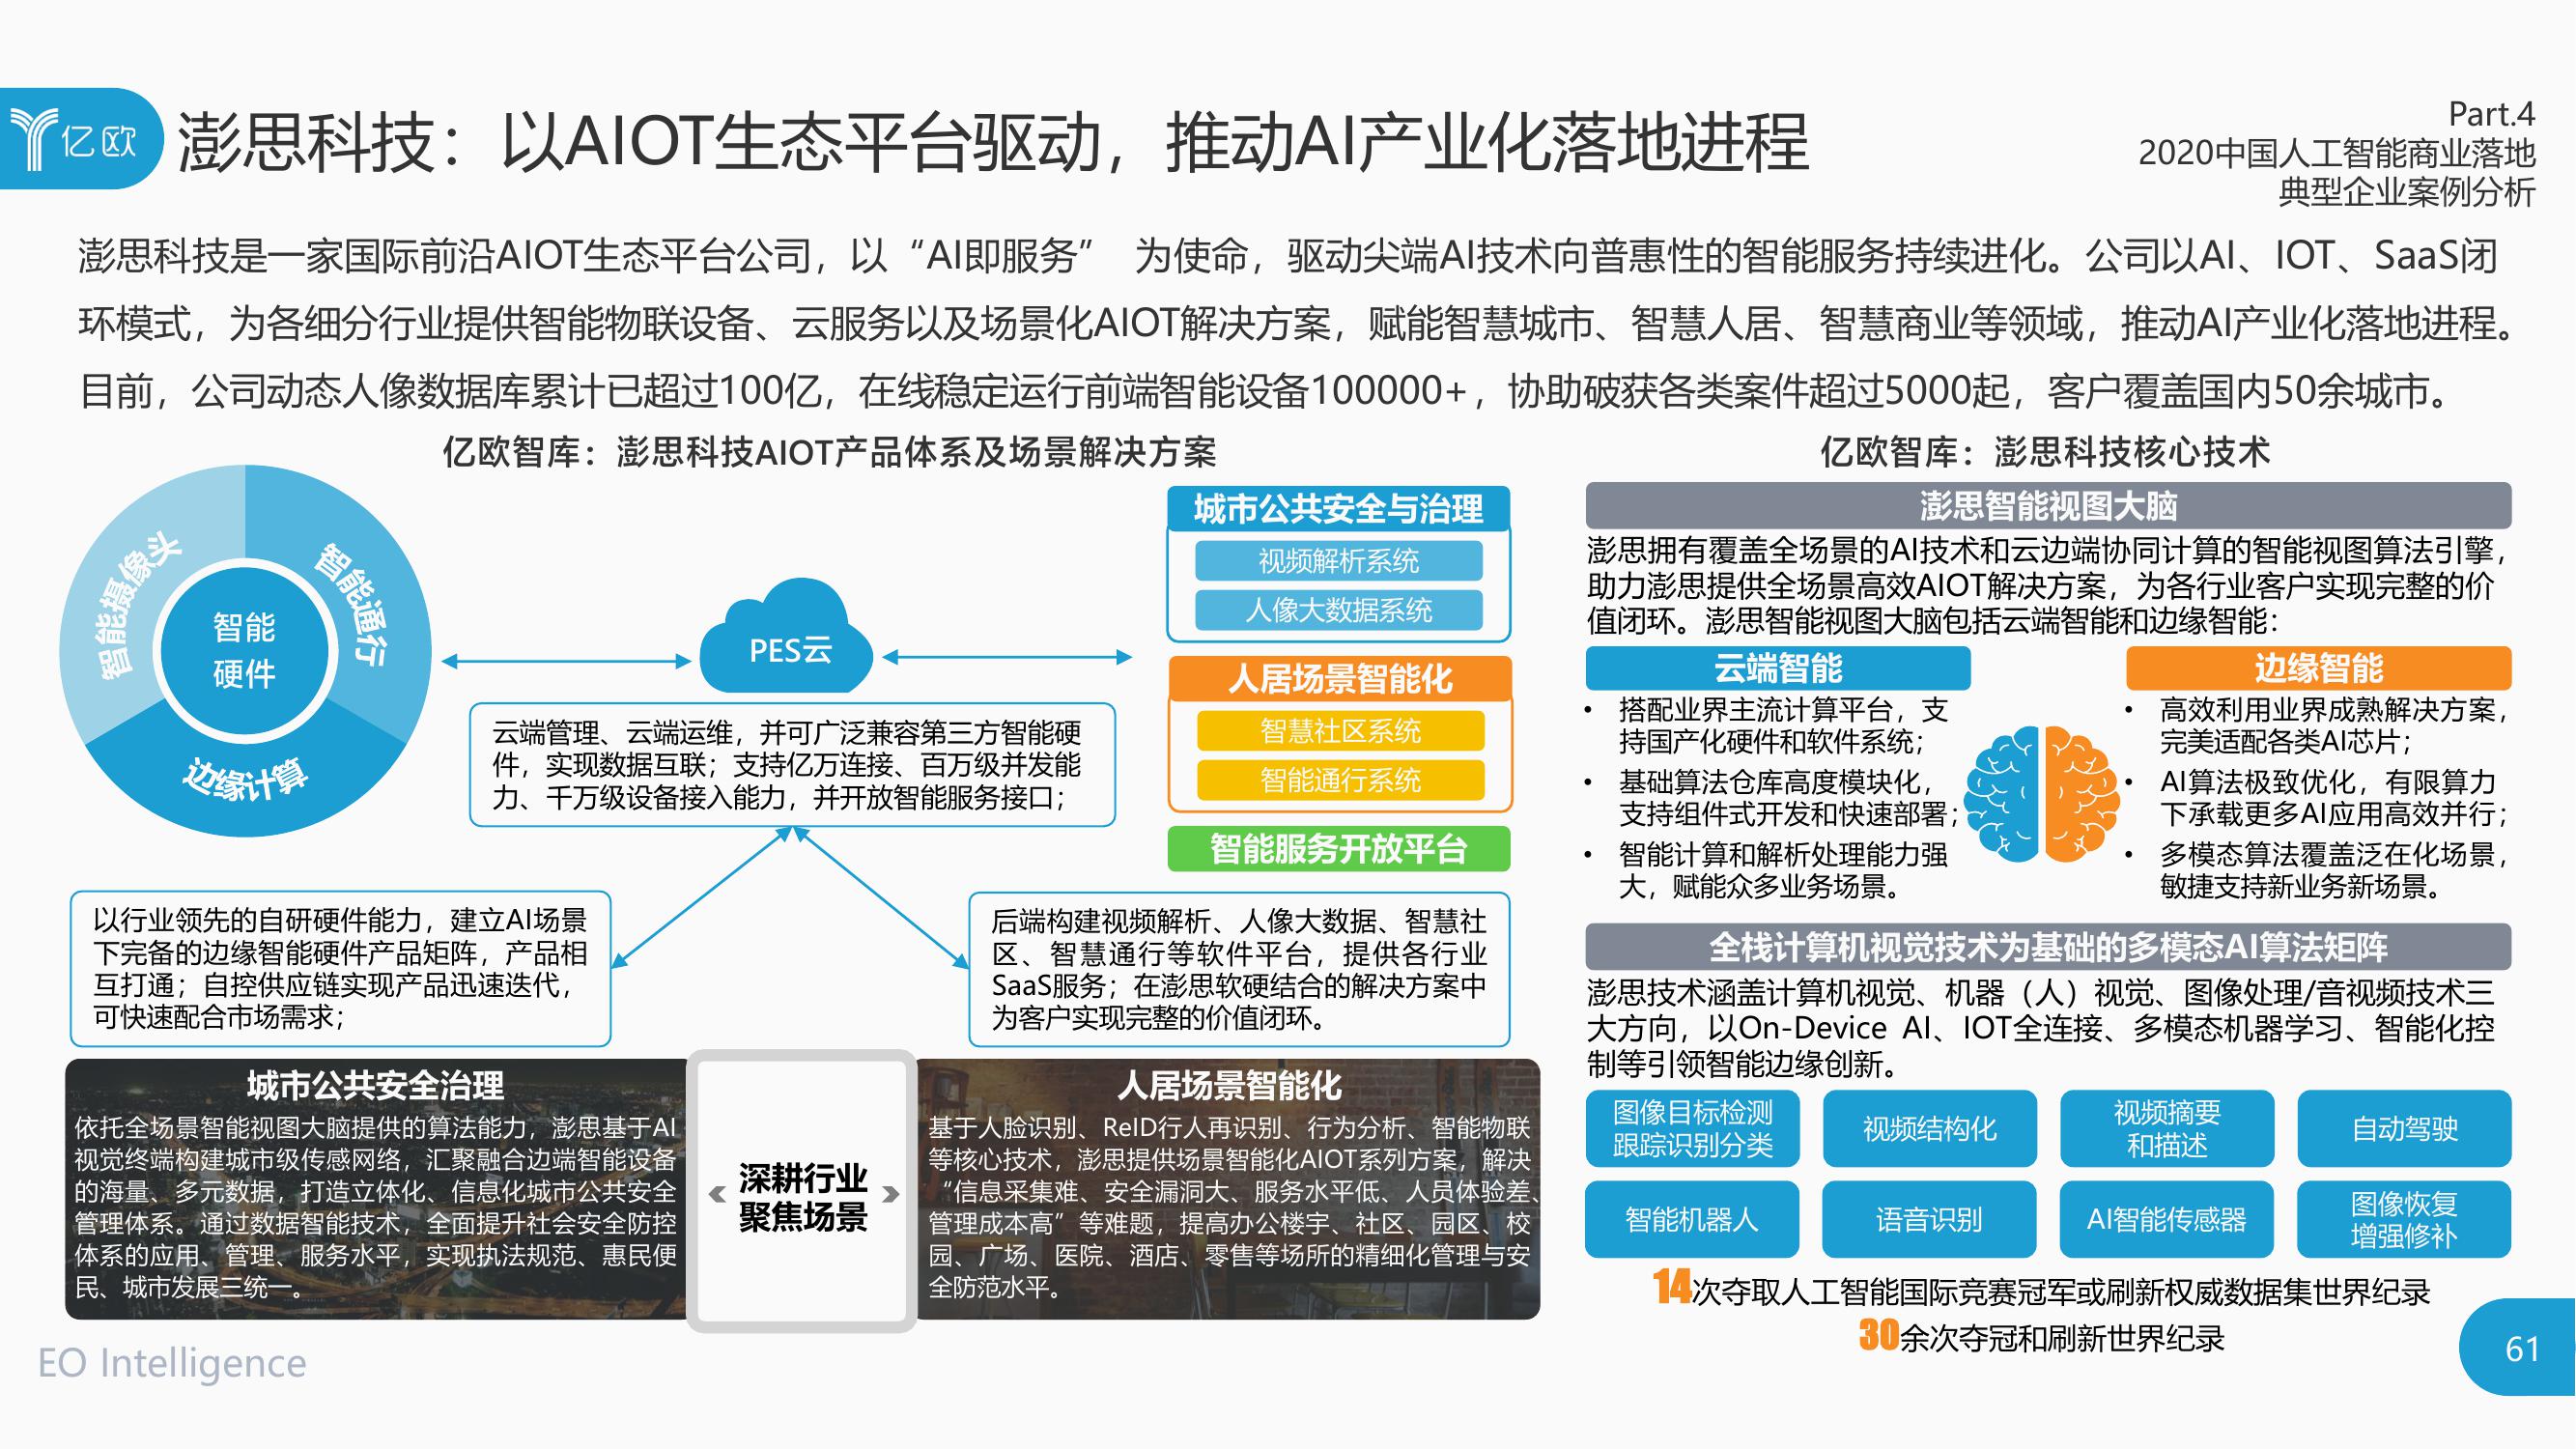 亿欧
澎思科技：以AIOT生态平台驱动，推动AI产业化落地进程
Part.4
2020中国人工智能商业落地
典型企业案例分析
澎思科技是一家国际前沿AIOT生态平台公司，以“AI即服务” 为使命，驱动尖端AI技术向普惠性的智能服务持续进化。公司以AI、IOT、SaaS闭
环模式，为各细分行业提供智能物联设备、云服务以及场景化AIOT解决方案，赋能智慧城市、智慧人居、智慧商业等领域，推动AI产业化落地进程。
目前，公司动态人像数据库累计已超过100亿，在线稳定运行前端智能设备100000+，协助破获各类案件超过5000起，客户覆盖国内50余城市。
亿欧智库：澎思科技AIOT产品体系及场景解决方案
智能摄像头
智能通行
边缘计算
智能
硬件
PES云
云端管理、云端运维，并可广泛兼容第三方智能硬
件，实现数据互联；支持亿万连接、百万级并发能
力、千万级设备接入能力，并开放智能服务接口；
城市公共安全与治理
视频解析系统
人像大数据系统
人居场景智能化
智慧社区系统
智能通行系统
智能服务开放平台
以行业领先的自研硬件能力，建立AI场景
下完备的边缘智能硬件产品矩阵，产品相
互打通；自控供应链实现产品迅速迭代，
可快速配合市场需求；
后端构建视频解析、人像大数据、智慧社
区、智慧通行等软件平台，提供各行业
SaaS服务；在澎思软硬结合的解决方案中
为客户实现完整的价值闭环。
城市公共安全治理
依托全场景智能视图大脑提供的算法能力，澎思基于AI
视觉终端构建城市级传感网络，汇聚融合边端智能设备
的海量、多元数据，打造立体化、信息化城市公共安全
管理体系。通过数据智能技术，全面提升社会安全防控
体系的应用、管理、服务水平，实现执法规范、惠民便
民、城市发展三统一。
深耕行业
聚焦场景
人居场景智能化
基于人脸识别、ReID行人再识别、行为分析、智能物联
等核心技术，澎思提供场景智能化AIOT系列方案，解决
“信息采集难、安全漏洞大、服务水平低、人员体验差、
管理成本高”等难题，提高办公楼宇、社区、园区、校
园、广场、医院、酒店、零售等场所的精细化管理与安
全防范水平。
亿欧智库：澎思科技核心技术
澎思智能视图大脑
澎思拥有覆盖全场景的AI技术和云边端协同计算的智能视图算法引擎，
助力澎思提供全场景高效AIOT解决方案，为各行业客户实现完整的价
值闭环。澎思智能视图大脑包括云端智能和边缘智能：
云端智能
• 搭配业界主流计算平台，支
持国产化硬件和软件系统；
• 基础算法仓库高度模块化，
支持组件式开发和快速部署；
• 智能计算和解析处理能力强
大，赋能众多业务场景。
边缘智能
• 高效利用业界成熟解决方案，
完美适配各类AI芯片；
• AI算法极致优化，有限算力
下承载更多AI应用高效并行；
• 多模态算法覆盖泛在化场景，
敏捷支持新业务新场景。
全栈计算机视觉技术为基础的多模态AI算法矩阵
澎思技术涵盖计算机视觉、机器（人）视觉、图像处理/音视频技术三
大方向，以On-Device AI、IOT全连接、多模态机器学习、智能化控
制等引领智能边缘创新。
图像目标检测
跟踪识别分类
视频结构化
视频摘要
和描述
自动驾驶
智能机器人
语音识别
AI智能传感器
图像恢复
增强修补
14次夺取人工智能国际竞赛冠军或刷新权威数据集世界纪录
30余次夺冠和刷新世界纪录
EO Intelligence
61